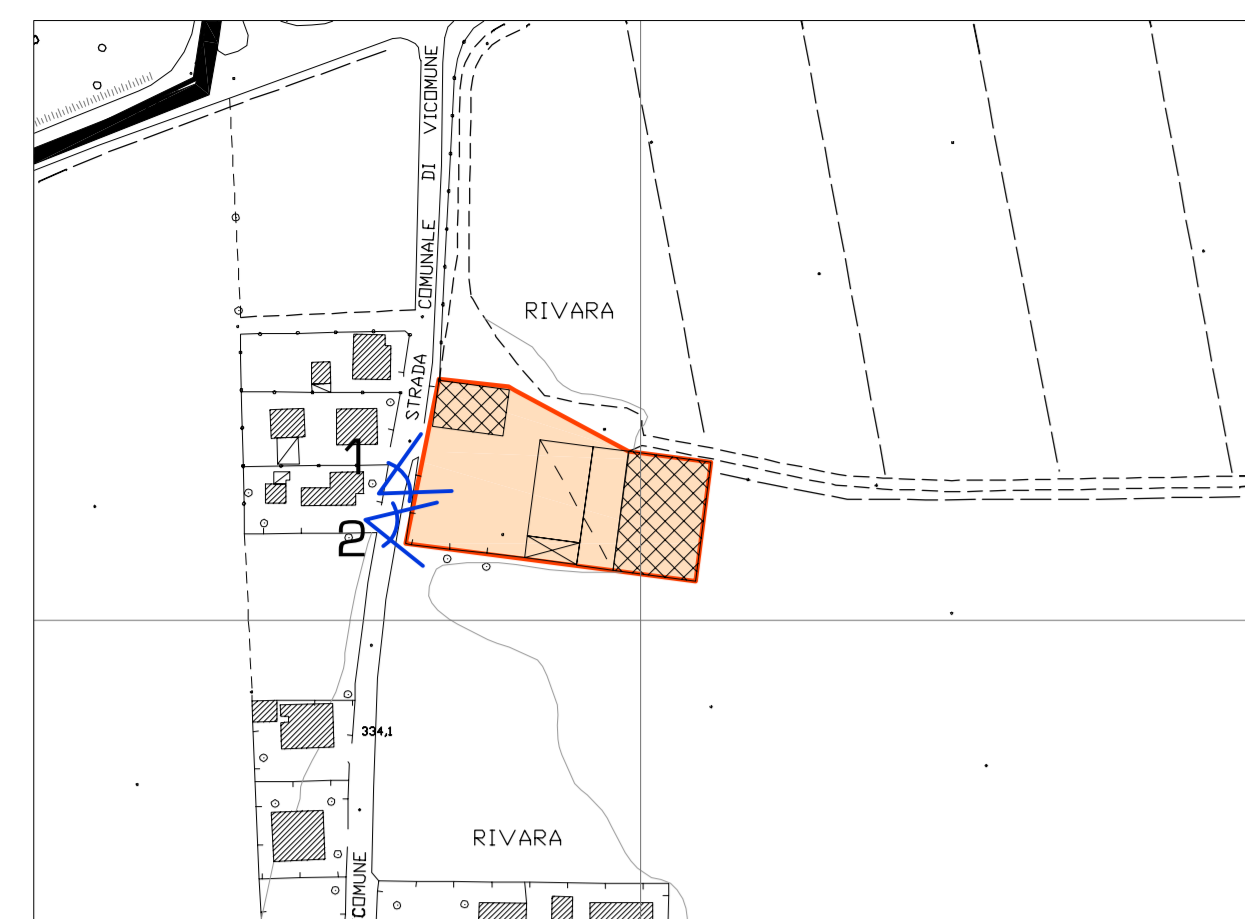 STRADA COMUNALE DI VICOMUNE
RIVARA
1
2
334,1
RIVARA
COMUNE